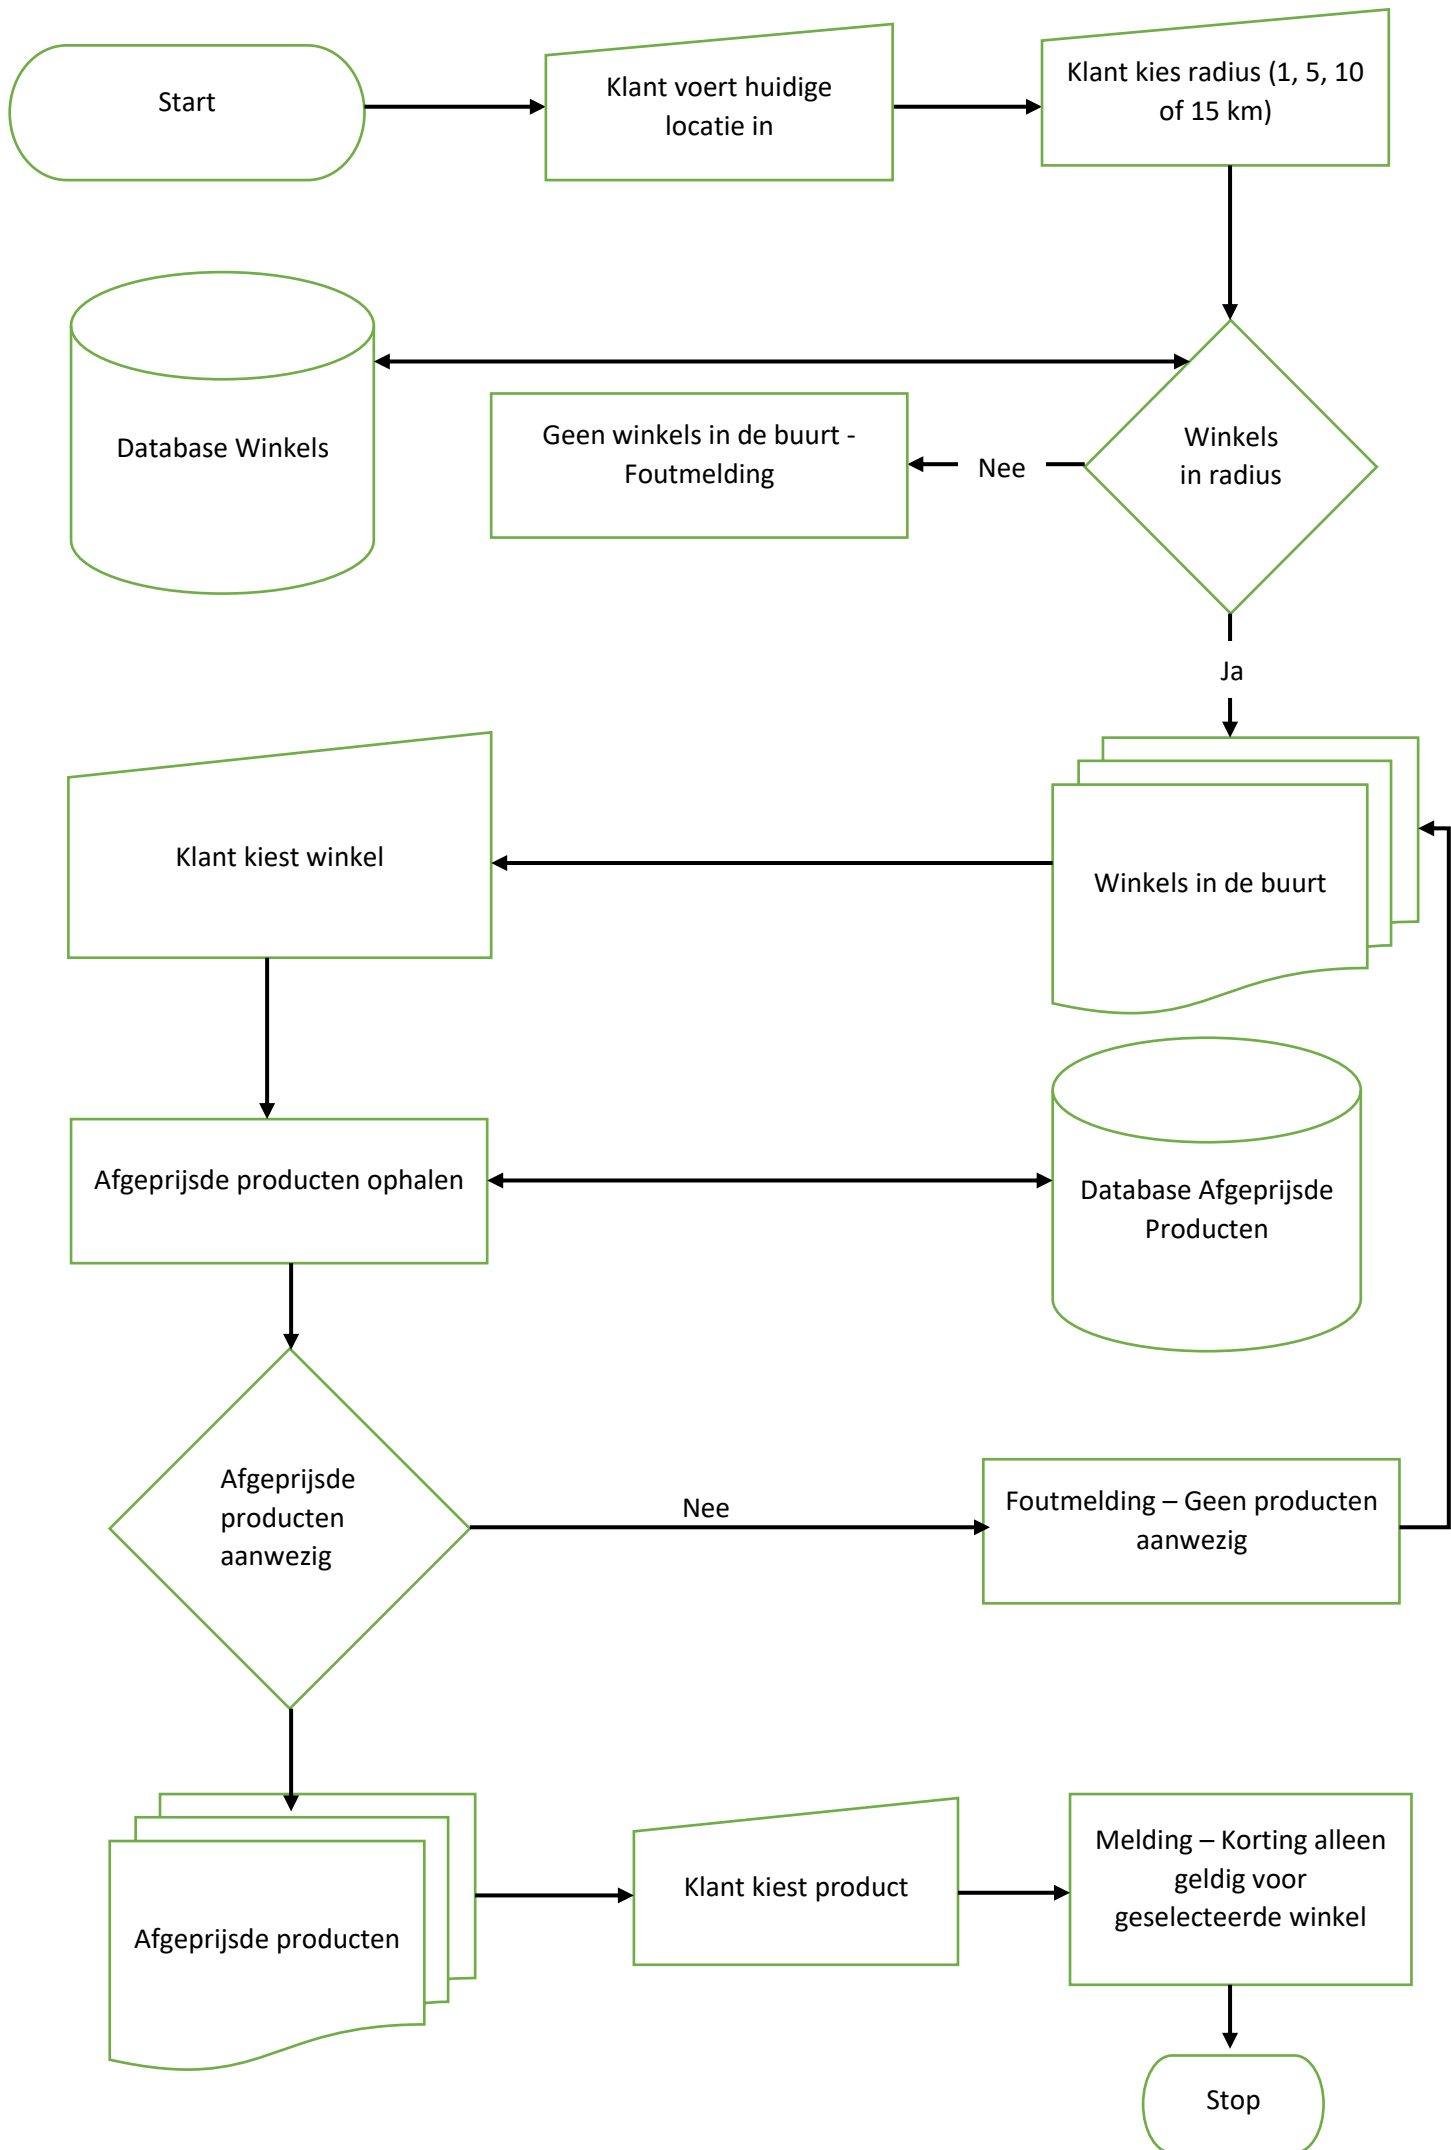 Start
Klant voert huidige
locatie in
Klant kies radius (1, 5, 10
of 15 km)
Database Winkels
Geen winkels in de buurt -
Foutmelding
Nee
Winkels
in radius
Ja
Klant kiest winkel
Winkels in de buurt
Afgeprijsde producten ophalen
Database Afgeprijsde
Producten
Afgeprijsde
producten
aanwezig
Nee
Foutmelding – Geen producten
aanwezig
Afgeprijsde producten
Klant kiest product
Melding – Korting alleen
geldig voor
geselecteerde winkel
Stop